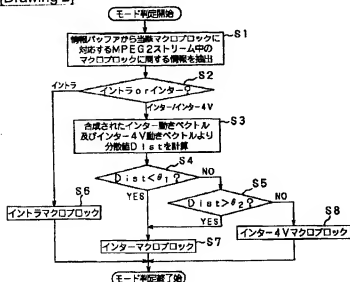 [Drawing 2]
モード判定開始
S1
情報バッファから当該マクロブロックに
対応するMPEG2ストリーム中の
マクロブロックに関する情報を抽出
S2
イントラorインター?
イントラ
インター/インター4V
S3
合成されたインター動きベクトル
及びインター4V動きベクトルより
分散値Distを計算
S4
Dist<θ1?
NO
YES
S5
Dist>θ2?
NO
YES
S6
イントラマクロブロック
S7
インターマクロブロック
S8
インター4Vマクロブロック
モード判定終了始